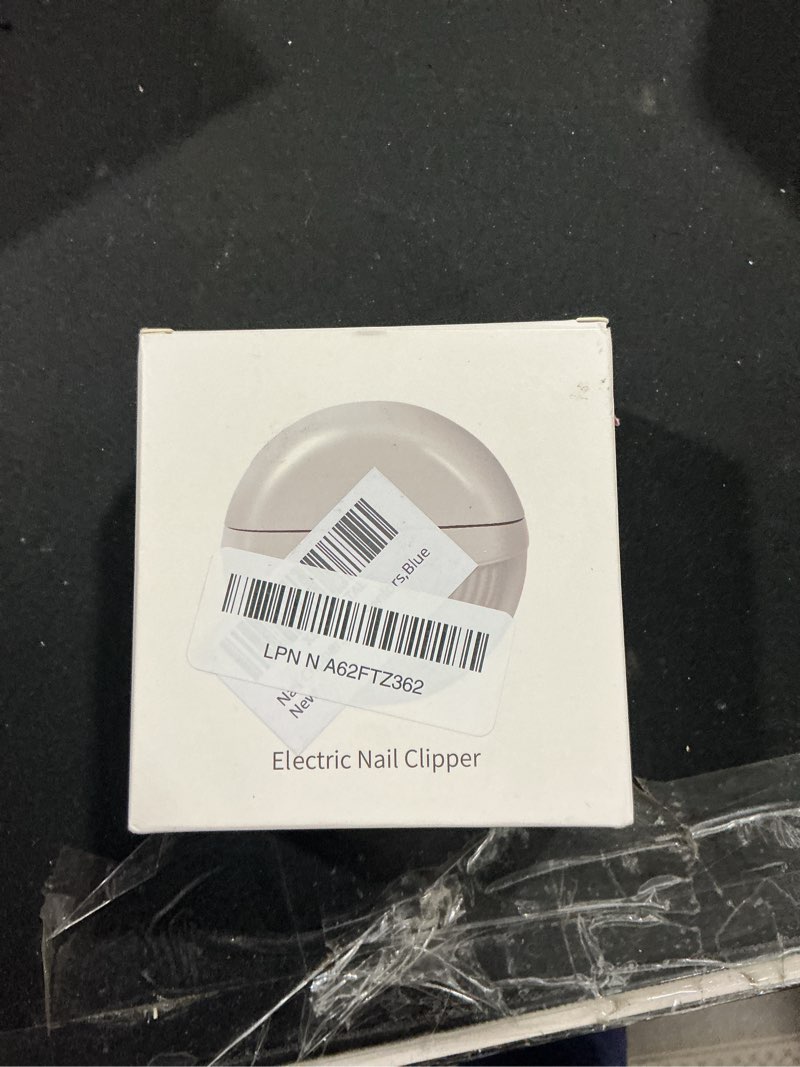 rs,Blue
LPN N A62FTZ362
Electric Nail Clipper